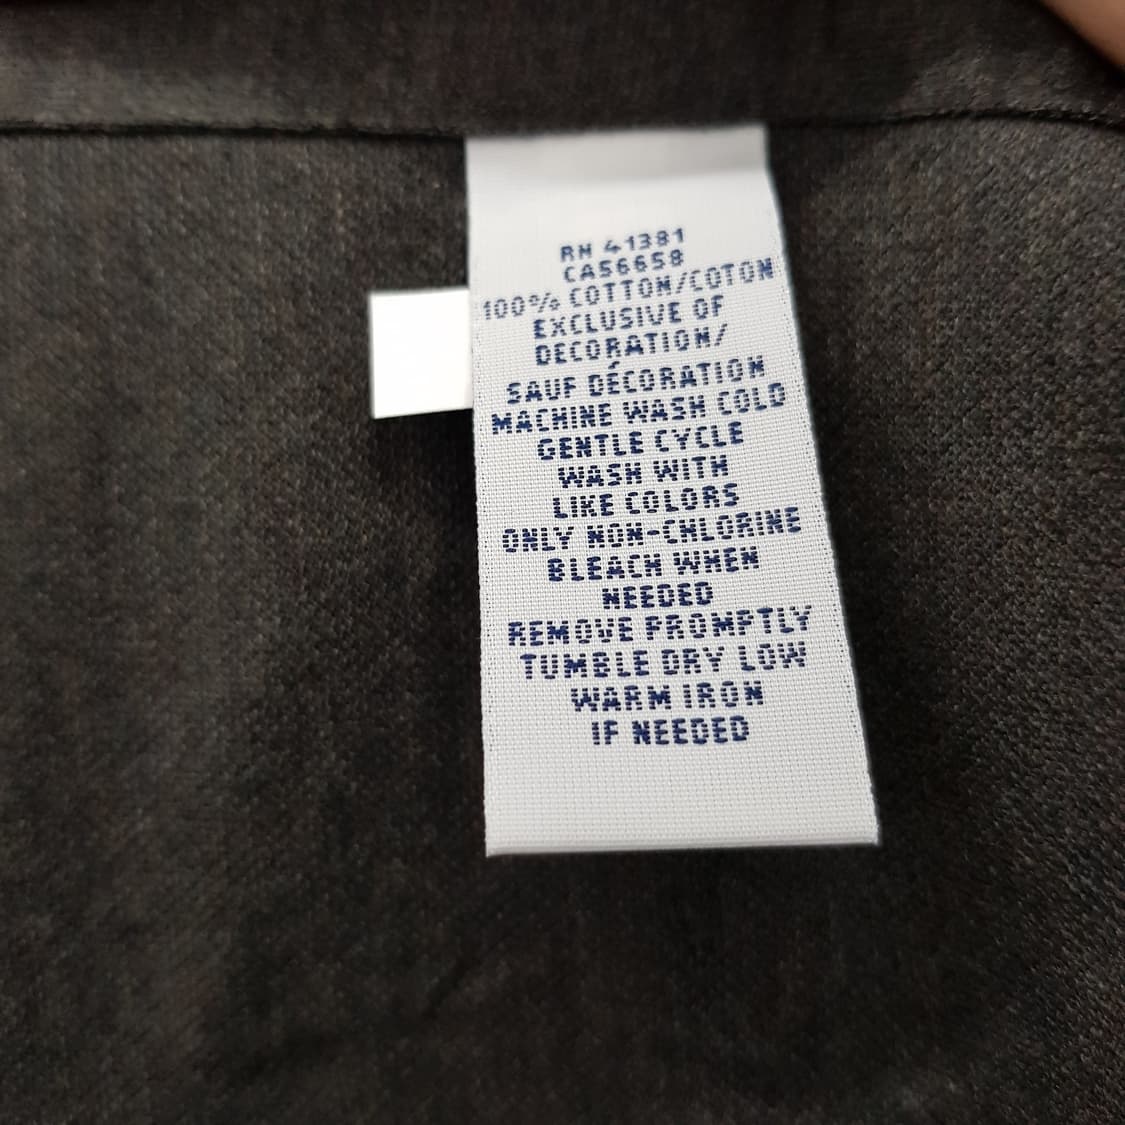 RN 41381
CA56658
100% COTTON/COTON
EXCLUSIVE OF
DECORATION/
SAUF DÉCORATION
MACHINE WASH COLD
GENTLE CYCLE
WASH WITH
LIKE COLORS
ONLY NON-CHLORINE
BLEACH WHEN
NEEDED
REMOVE PROMPTLY
TUMBLE DRY LOW
WARM IRON
IF NEEDED